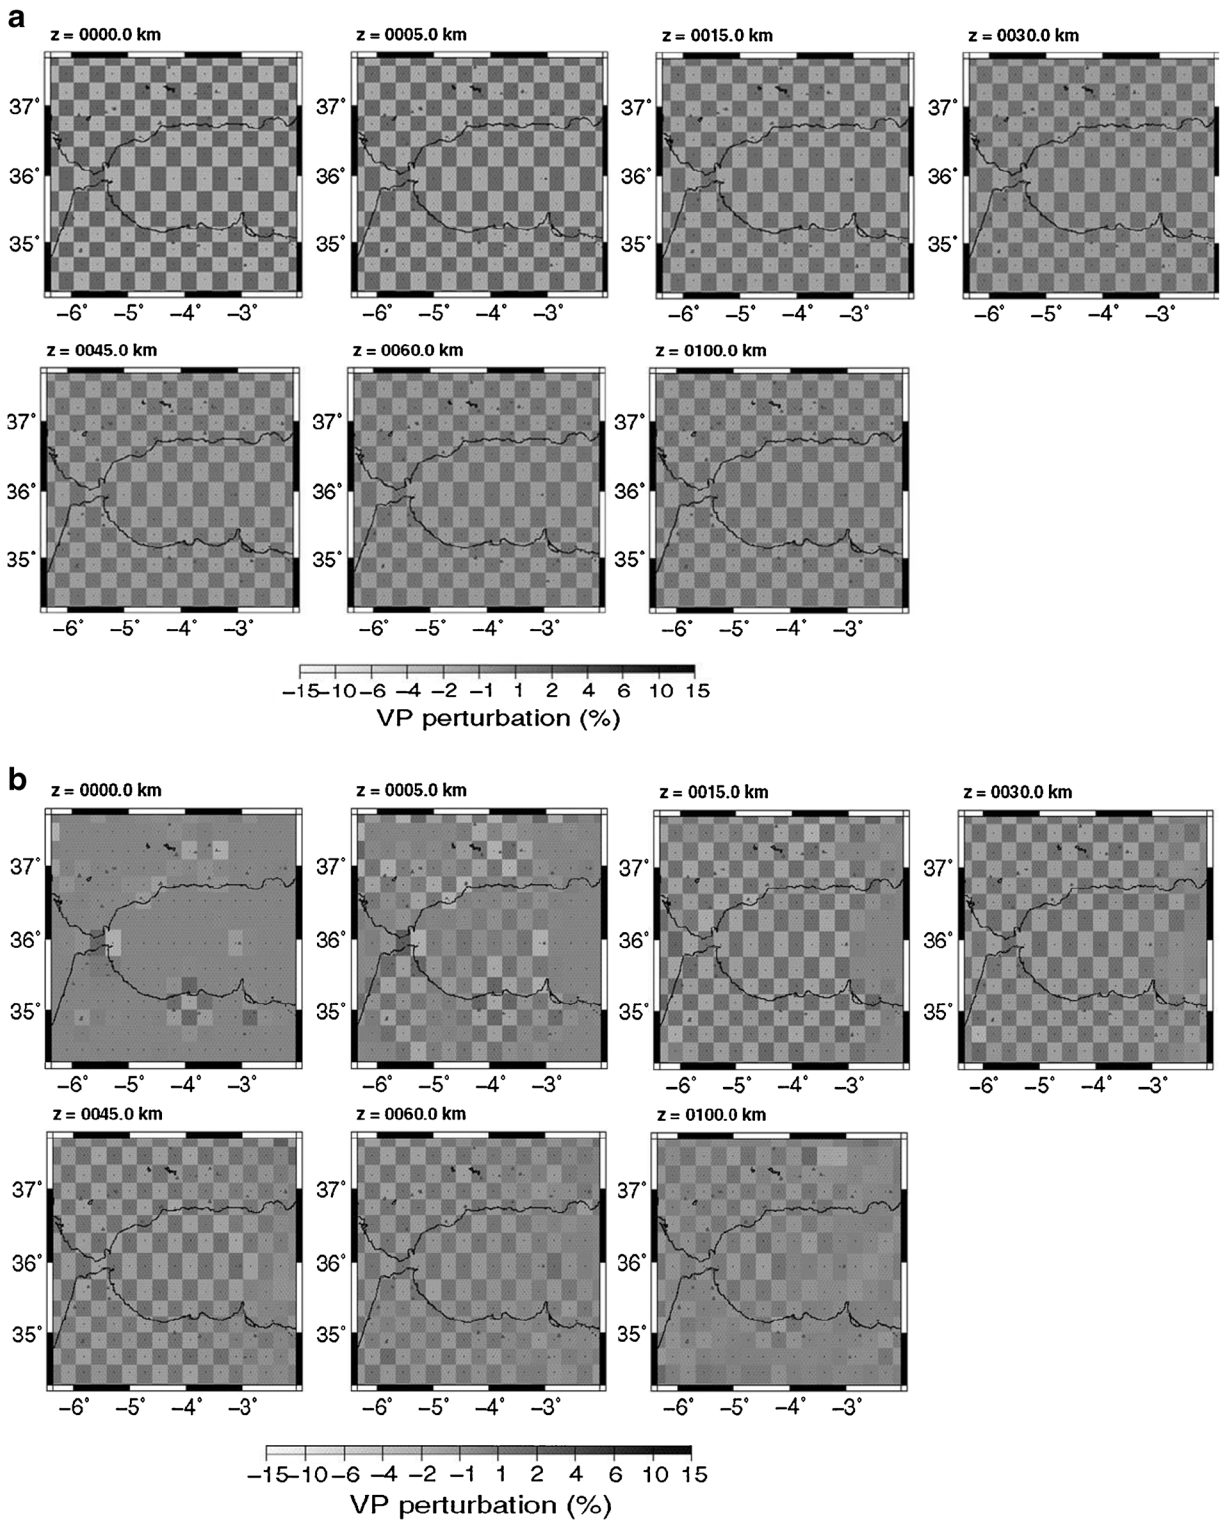 a
z = 0000.0 km
z = 0005.0 km
z = 0015.0 km
z = 0030.0 km
37°
36°
35°
37°
36°
35°
37°
36°
35°
37°
36°
35°
−6° −5° −4° −3°
−6° −5° −4° −3°
−6° −5° −4° −3°
−6° −5° −4° −3°
z = 0045.0 km
z = 0060.0 km
z = 0100.0 km
37°
36°
35°
37°
36°
35°
37°
36°
35°
−6° −5° −4° −3°
−6° −5° −4° −3°
−6° −5° −4° −3°
−15−10 −6 −4 −2 −1 1 2 4 6 10 15
VP perturbation (%)
b
z = 0000.0 km
z = 0005.0 km
z = 0015.0 km
z = 0030.0 km
37°
36°
35°
37°
36°
35°
37°
36°
35°
37°
36°
35°
−6° −5° −4° −3°
−6° −5° −4° −3°
−6° −5° −4° −3°
−6° −5° −4° −3°
z = 0045.0 km
z = 0060.0 km
z = 0100.0 km
37°
36°
35°
37°
36°
35°
37°
36°
35°
−6° −5° −4° −3°
−6° −5° −4° −3°
−6° −5° −4° −3°
−15−10 −6 −4 −2 −1 1 2 4 6 10 15
VP perturbation (%)